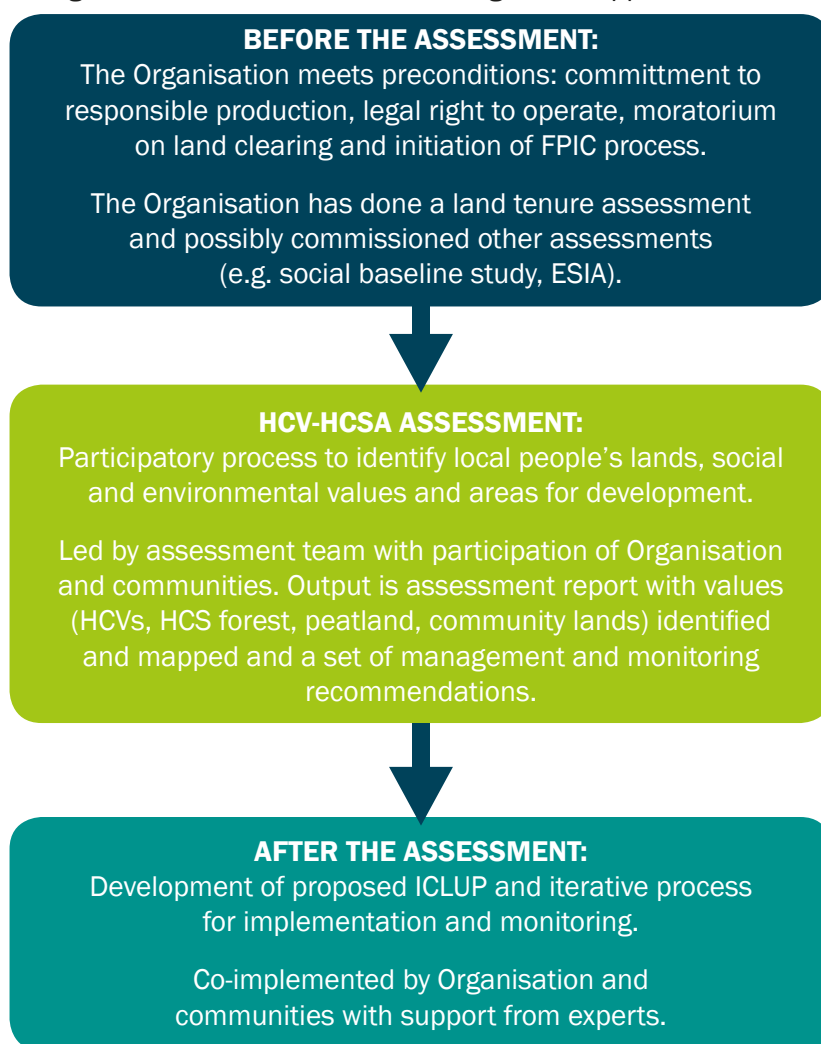 BEFORE THE ASSESSMENT:
The Organisation meets preconditions: committment to
responsible production, legal right to operate, moratorium
on land clearing and initiation of FPIC process.
The Organisation has done a land tenure assessment
and possibly commissioned other assessments
(e.g. social baseline study, ESIA).
HCV-HCSA ASSESSMENT:
Participatory process to identify local people's lands, social
and environmental values and areas for development.
Led by assessment team with participation of Organisation
and communities. Output is assessment report with values
(HCVs, HCS forest, peatland, community lands) identified
and mapped and a set of management and monitoring
recommendations.
AFTER THE ASSESSMENT:
Development of proposed ICLUP and iterative process
for implementation and monitoring.
Co-implemented by Organisation and
communities with support from experts.